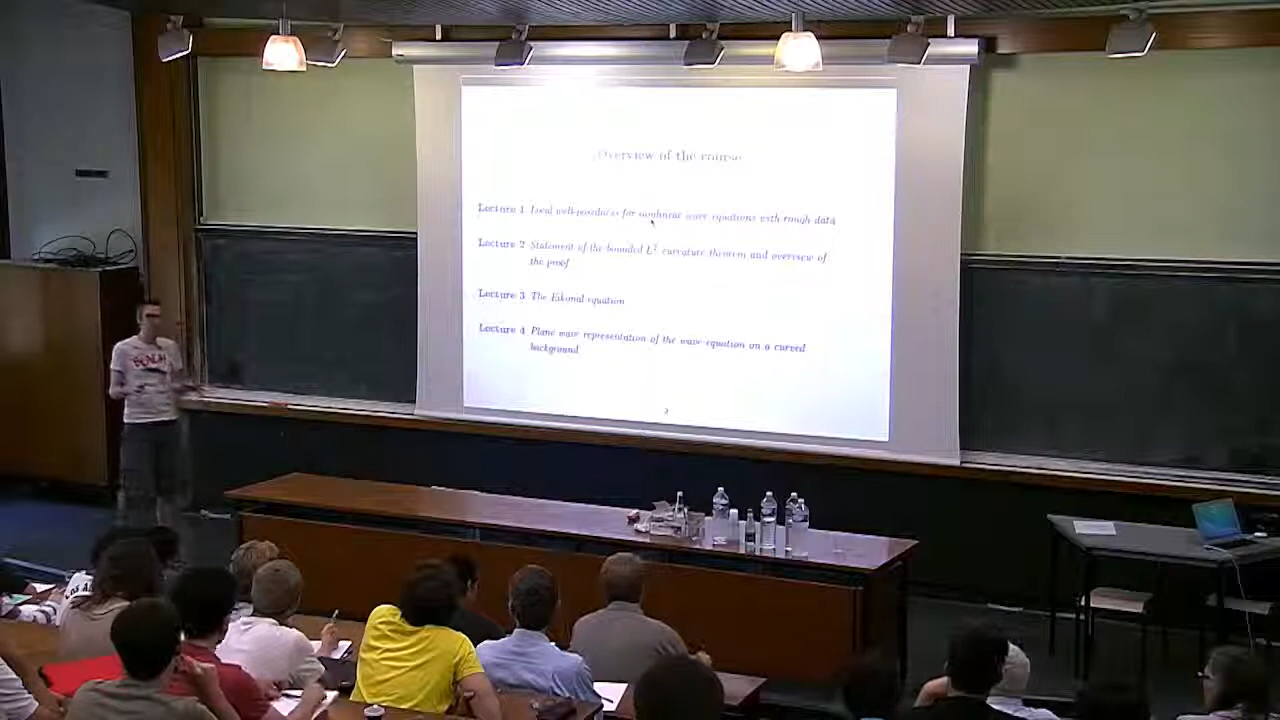 Overview of the course
Lecture 1 Local well-posedness for nonlinear wave equations with rough data
Lecture 2 Statement of the bounded L² curvature theorem and overview of
the proof
Lecture 3 The Eikonal equation
Lecture 4 Plane wave representation of the wave equation on a curved
background
2